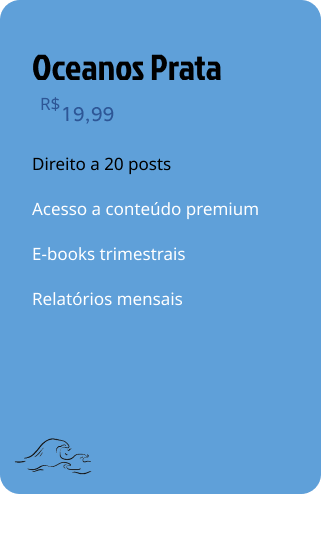 Oceanos Prata
R$19,99
Direito a 20 posts
Acesso a conteúdo premium
E-books trimestrais
Relatórios mensais